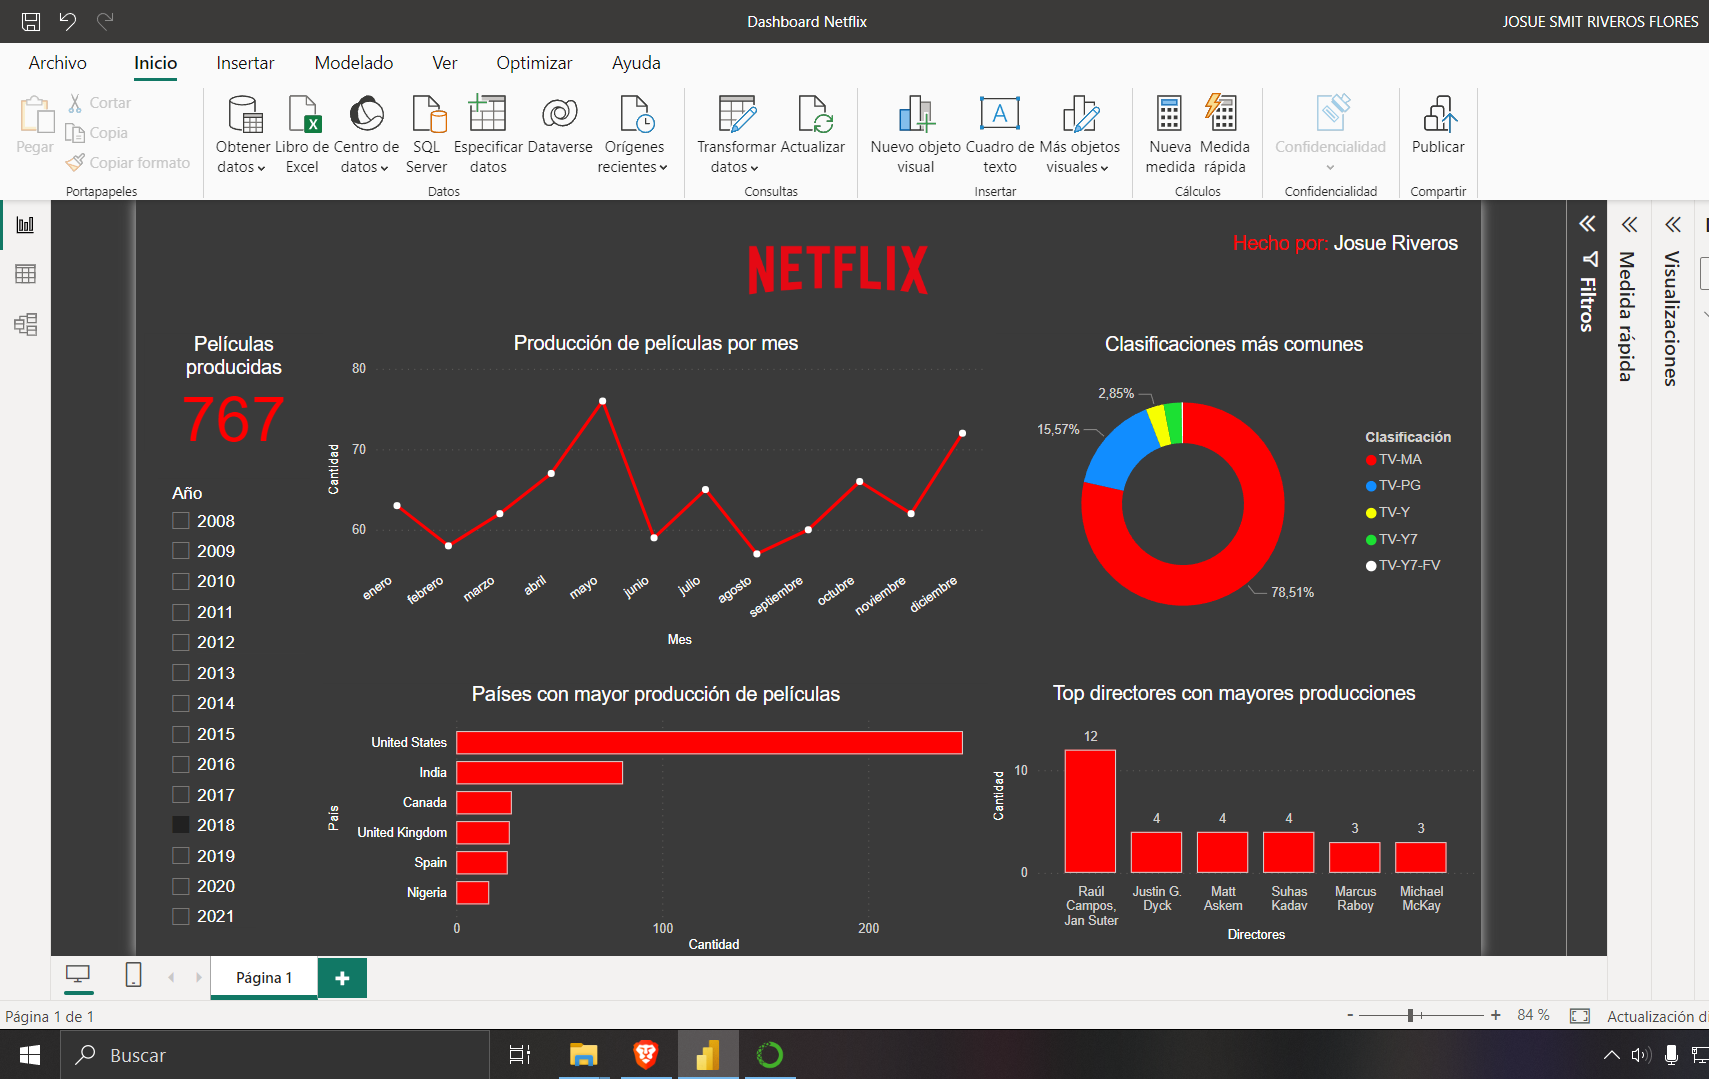 Dashboard Netflix
JOSUE SMIT RIVEROS FLORES
Archivo
Inicio
Insertar
Modelado
Ver
Optimizar
Ayuda
Pegar
Cortar
Copia
Copiar formato
Portapapeles
Obtener
datos
Libro de
Excel
Centro de
datos
SQL
Server
Especificar
datos
Dataverse
Orígenes
recientes
Datos
Transformar
datos
Actualizar
Consultas
Nuevo objeto
visual
Cuadro de
texto
Más objetos
visuales
Insertar
Nueva
medida
Medida
rápida
Cálculos
Confidencialidad
Confidencialidad
Publicar
Compartir
NETFLIX
Hecho por: Josue Riveros
Filtros
Medida rápida
Visualizaciones
Películas
producidas
767
Año
2008
2009
2010
2011
2012
2013
2014
2015
2016
2017
2018
2019
2020
2021
Producción de películas por mes
Cantidad
80
70
60
enero
febrero
marzo
abril
mayo
junio
julio
agosto
septiembre
octubre
noviembre
diciembre
Mes
Clasificaciones más comunes
2,85%
15,57%
78,51%
Clasificación
TV-MA
TV-PG
TV-Y
TV-Y7
TV-Y7-FV
Países con mayor producción de películas
País
United States
India
Canada
United Kingdom
Spain
Nigeria
0
100
200
Cantidad
Top directores con mayores producciones
Cantidad
10
0
12
4
4
4
3
3
Raúl
Campos,
Jan Suter
Justin G.
Dyck
Matt
Askem
Suhas
Kadav
Marcus
Raboy
Michael
McKay
Directores
Página 1
Página 1 de 1
84 %
Actualización
Buscar